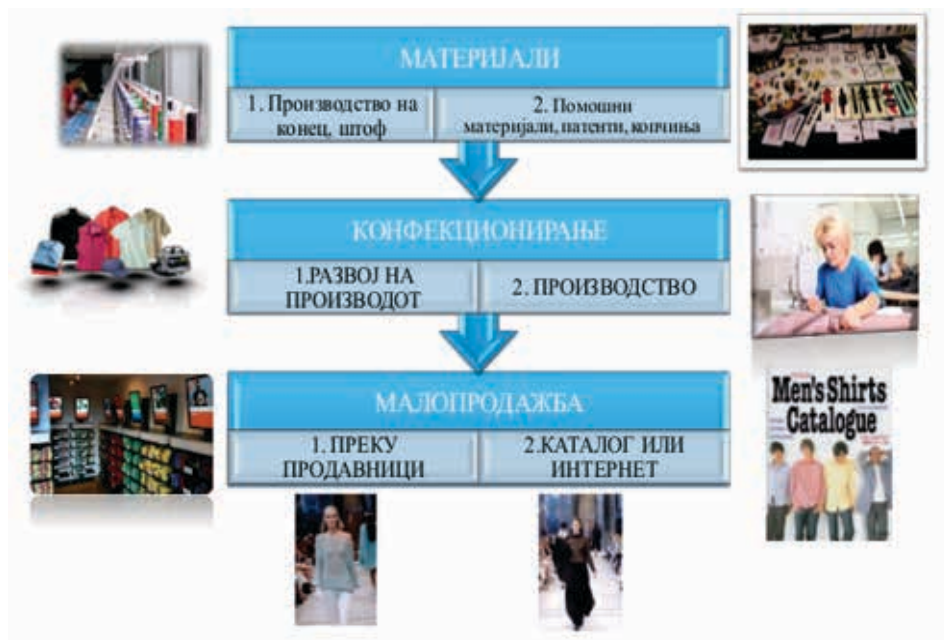 МАТЕРИЈАЛИ
1. Производство на
конец, штоф
2. Помошни
материјали, патенти, копчиња
КОНФЕКЦИОНИРАЊЕ
1.РАЗВОЈ НА
ПРОИЗВОДОТ
2. ПРОИЗВОДСТВО
МАЛОПРОДАЖБА
1. ПРЕКУ
ПРОДАВНИЦИ
2.КАТАЛОГ ИЛИ
ИНТЕРНЕТ
Men's Shirts
Catalogue